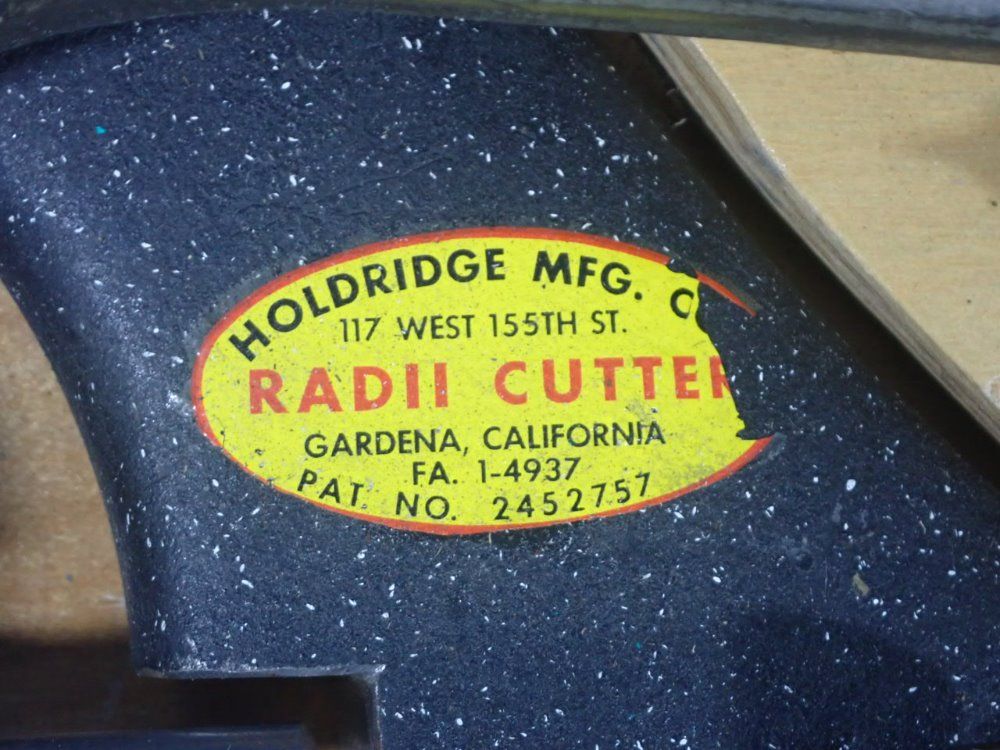 HOLDRIDGE MFG. C
117 WEST 155TH ST.
RADII CUTTER
GARDENA, CALIFORNIA
FA. 1-4937
PAT. NO. 2452757